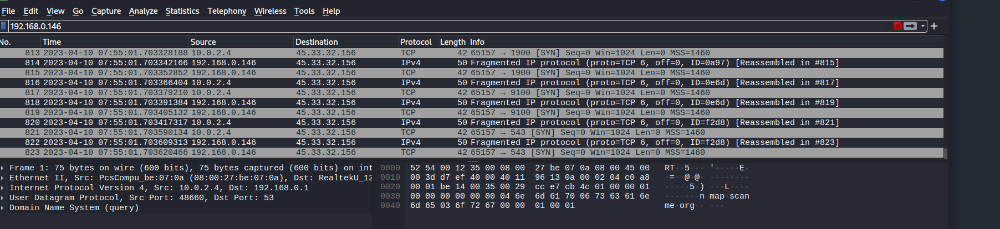 File Edit View Go Capture Analyze Statistics Telephony Wireless Tools Help
192.168.0.146
No. Time Source Destination Protocol Length Info
813 2023-04-10 07:55:01.703328188 10.0.2.4 45.33.32.156 TCP 42 65157 → 1900 [SYN] Seq=0 Win=1024 Len=0 MSS=1460
814 2023-04-10 07:55:01.703342166 192.168.0.146 45.33.32.156 IPv4 50 Fragmented IP protocol (proto=TCP 6, off=0, ID=0a97) [Reassembled in #815]
815 2023-04-10 07:55:01.703352852 192.168.0.146 45.33.32.156 TCP 42 65157 → 1900 [SYN] Seq=0 Win=1024 Len=0 MSS=1460
816 2023-04-10 07:55:01.703366404 10.0.2.4 45.33.32.156 IPv4 50 Fragmented IP protocol (proto=TCP 6, off=0, ID=0e6d) [Reassembled in #817]
817 2023-04-10 07:55:01.703379210 10.0.2.4 45.33.32.156 TCP 42 65157 → 9100 [SYN] Seq=0 Win=1024 Len=0 MSS=1460
818 2023-04-10 07:55:01.703391384 192.168.0.146 45.33.32.156 IPv4 50 Fragmented IP protocol (proto=TCP 6, off=0, ID=0e6d) [Reassembled in #819]
819 2023-04-10 07:55:01.703405132 192.168.0.146 45.33.32.156 TCP 42 65157 → 9100 [SYN] Seq=0 Win=1024 Len=0 MSS=1460
820 2023-04-10 07:55:01.703417317 10.0.2.4 45.33.32.156 IPv4 50 Fragmented IP protocol (proto=TCP 6, off=0, ID=f2d8) [Reassembled in #821]
821 2023-04-10 07:55:01.703590134 10.0.2.4 45.33.32.156 TCP 42 65157 → 543 [SYN] Seq=0 Win=1024 Len=0 MSS=1460
822 2023-04-10 07:55:01.703609313 192.168.0.146 45.33.32.156 IPv4 50 Fragmented IP protocol (proto=TCP 6, off=0, ID=f2d8) [Reassembled in #823]
823 2023-04-10 07:55:01.703620466 192.168.0.146 45.33.32.156 TCP 42 65157 → 543 [SYN] Seq=0 Win=1024 Len=0 MSS=1460
Frame 1: 75 bytes on wire (600 bits), 75 bytes captured (600 bits) on int
Ethernet II, Src: PcsCompu_be:07:0a (08:00:27:be:07:0a), Dst: RealtekU_12
Internet Protocol Version 4, Src: 10.0.2.4, Dst: 192.168.0.1
User Datagram Protocol, Src Port: 48660, Dst Port: 53
Domain Name System (query)
0000 52 54 00 12 35 00 08 00 27 be 07 0a 08 00 45 00 RT··5··· '·····E·
0010 00 3d d7 ef 40 00 40 11 96 13 0a 00 02 04 c0 a8 ·=··@·@· ········
0020 00 01 be 14 00 35 00 29 cc e7 cb 4c 01 00 00 01 ·····5·) ···L····
0030 00 00 00 00 00 00 04 6e 6d 61 70 06 73 63 61 6e ·······n map·scan
0040 6d 65 03 6f 72 67 00 00 01 00 01 me·org·· ···